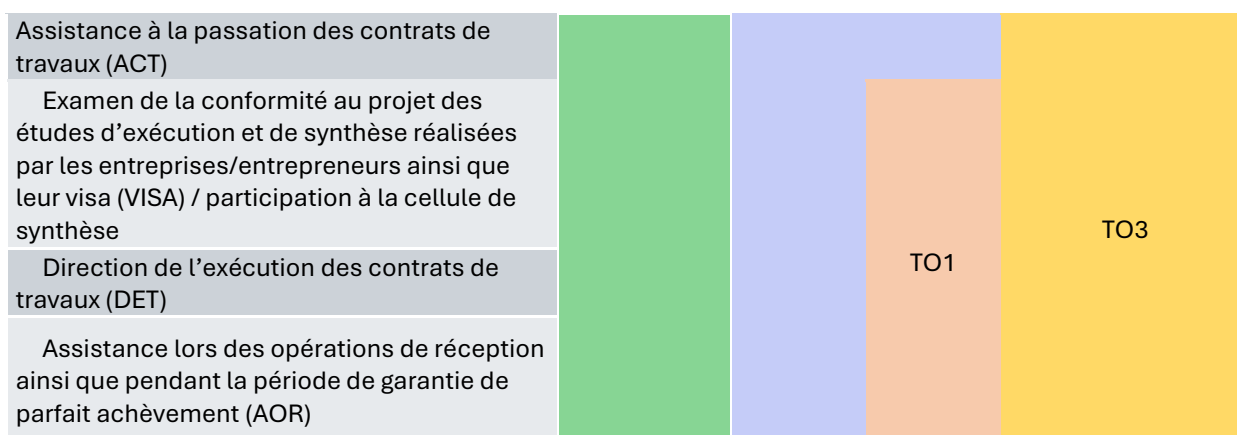 Assistance à la passation des contrats de
travaux (ACT)
Examen de la conformité au projet des
études d’exécution et de synthèse réalisées
par les entreprises/entrepreneurs ainsi que
leur visa (VISA) / participation à la cellule de
synthèse
Direction de l’exécution des contrats de
travaux (DET)
Assistance lors des opérations de réception
ainsi que pendant la période de garantie de
parfait achèvement (AOR)
TO1
TO3